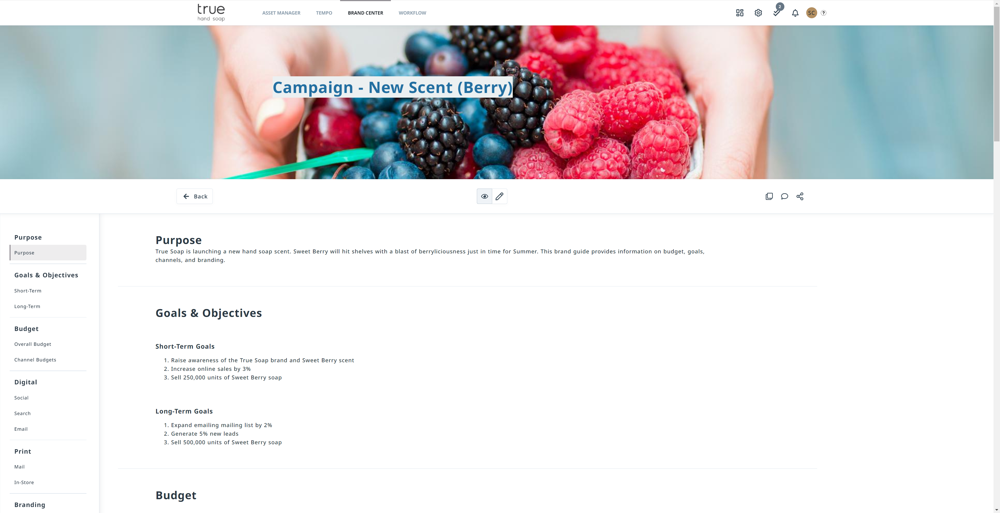 true
hand soap
ASSET MANAGER
TEMPO
BRAND CENTER
WORKFLOW
2
SC
?
Campaign - New Scent (Berry)
Back
Purpose
Purpose
Goals & Objectives
Short-Term
Long-Term
Budget
Overall Budget
Channel Budgets
Digital
Social
Search
Email
Print
Mail
In-Store
Branding
Purpose
True Soap is launching a new hand soap scent. Sweet Berry will hit shelves with a blast of berryliciousness just in time for Summer. This brand guide provides information on budget, goals,
channels, and branding.
Goals & Objectives
Short-Term Goals
1. Raise awareness of the True Soap brand and Sweet Berry scent
2. Increase online sales by 3%
3. Sell 250,000 units of Sweet Berry soap
Long-Term Goals
1. Expand emailing mailing list by 2%
2. Generate 5% new leads
3. Sell 500,000 units of Sweet Berry soap
Budget